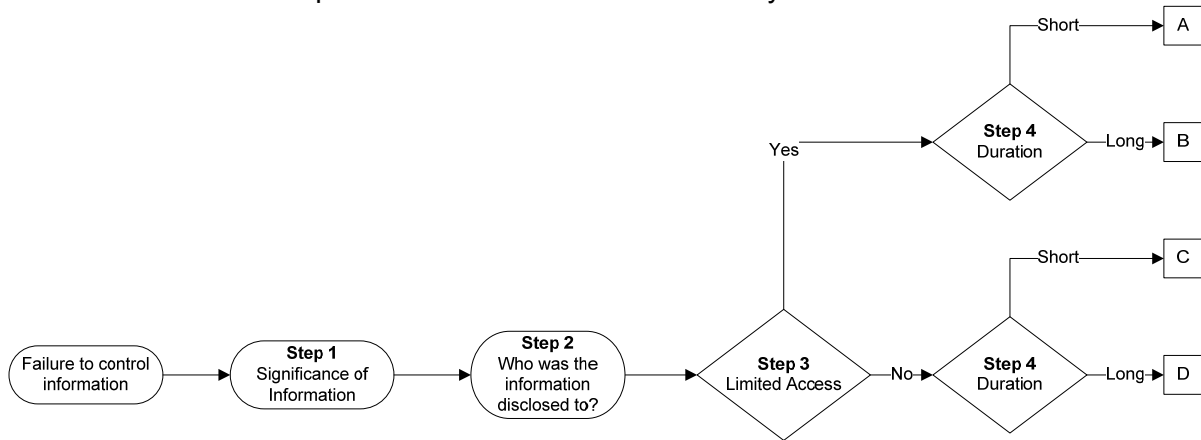 Short
A
Step 4
Duration
Long
B
Yes
Short
C
Failure to control
information
Step 1
Significance of
Information
Step 2
Who was the
information
disclosed to?
Step 3
Limited Access
No
Step 4
Duration
Long
D